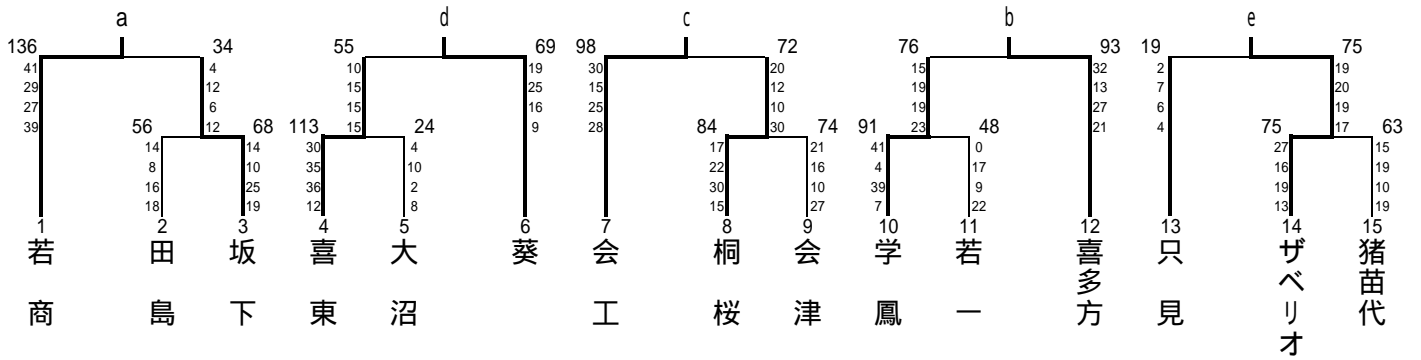 a d c b e
136 34 55 69 98 72 76 93 19 75
41 4 10 19 30 20 15 32 2 19
29 12 15 25 15 12 19 13 7 20
27 6 15 16 25 10 19 27 6 19
39 12 15 9 28 30 23 21 4 17
56 68 113 24 84 74 91 48 75 63
14 14 30 4 17 21 41 0 27 15
8 10 35 10 22 16 4 17 16 19
16 25 36 2 30 10 39 9 19 10
18 19 12 8 15 27 7 22 13 19
1 2 3 4 5 6 7 8 9 10 11 12 13 14 15
若商 田島 坂下 喜東 大沼 葵 会工 桐桜 会津 学鳳 若一 喜多方 只見 ザベリオ 猪苗代